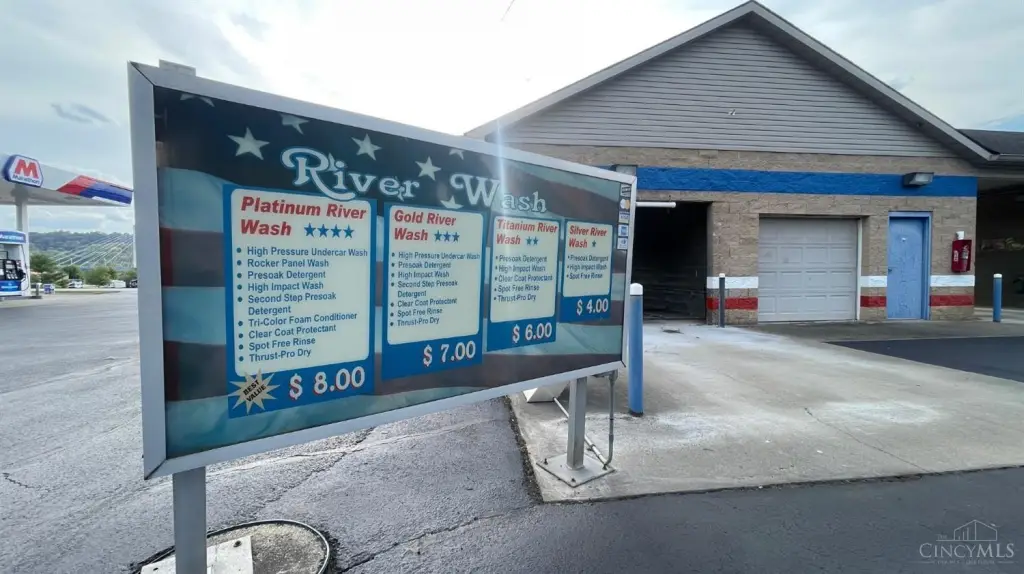 River Wash
Platinum River
Wash
High Pressure Undercar Wash
Rocker Panel Wash
Presoak Detergent
High Impact Wash
Second Step Presoak
Detergent
Tri-Color Foam Conditioner
Clear Coat Protectant
Spot Free Rinse
Thrust-Pro Dry
BEST
VALUE
$ 8.00
Gold River
Wash
High Pressure Undercar Wash
Presoak Detergent
High Impact Wash
Second Step Presoak
Detergent
Clear Coat Protectant
Spot Free Rinse
Thrust-Pro Dry
$ 7.00
Titanium River
Wash
Presoak Detergent
High Impact Wash
Clear Coat Protectant
Spot Free Rinse
Thrust-Pro Dry
$ 6.00
Silver River
Wash
Presoak Detergent
High Impact Wash
Spot Free Rinse
$ 4.00
M
Marathon
CINCYMLS